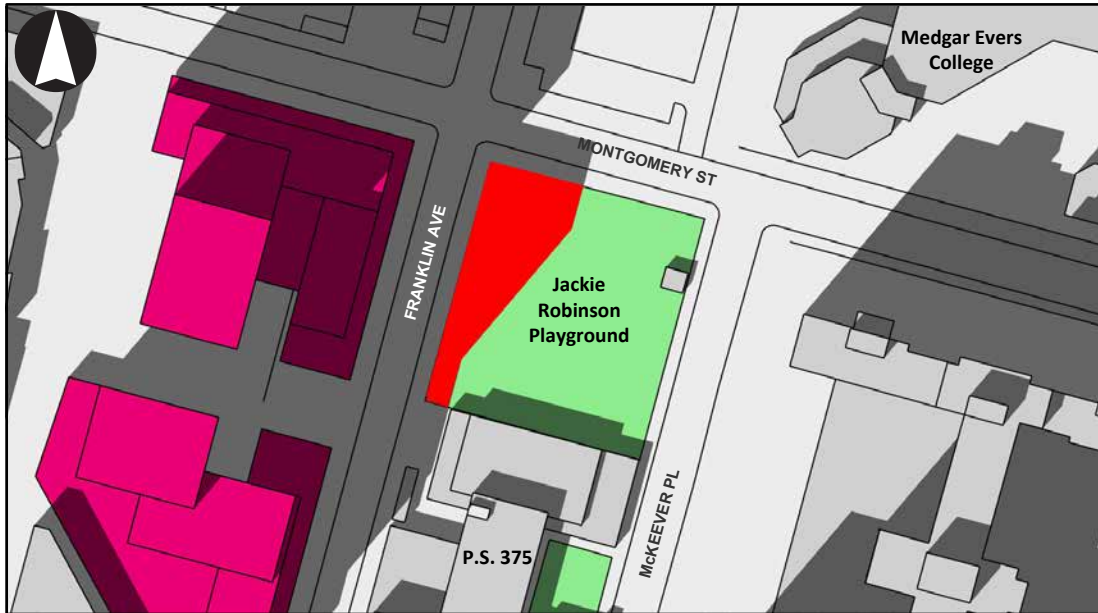 Medgar Evers
College
MONTGOMERY ST
FRANKLIN AVE
Jackie
Robinson
Playground
McKEEVER PL
P.S. 375